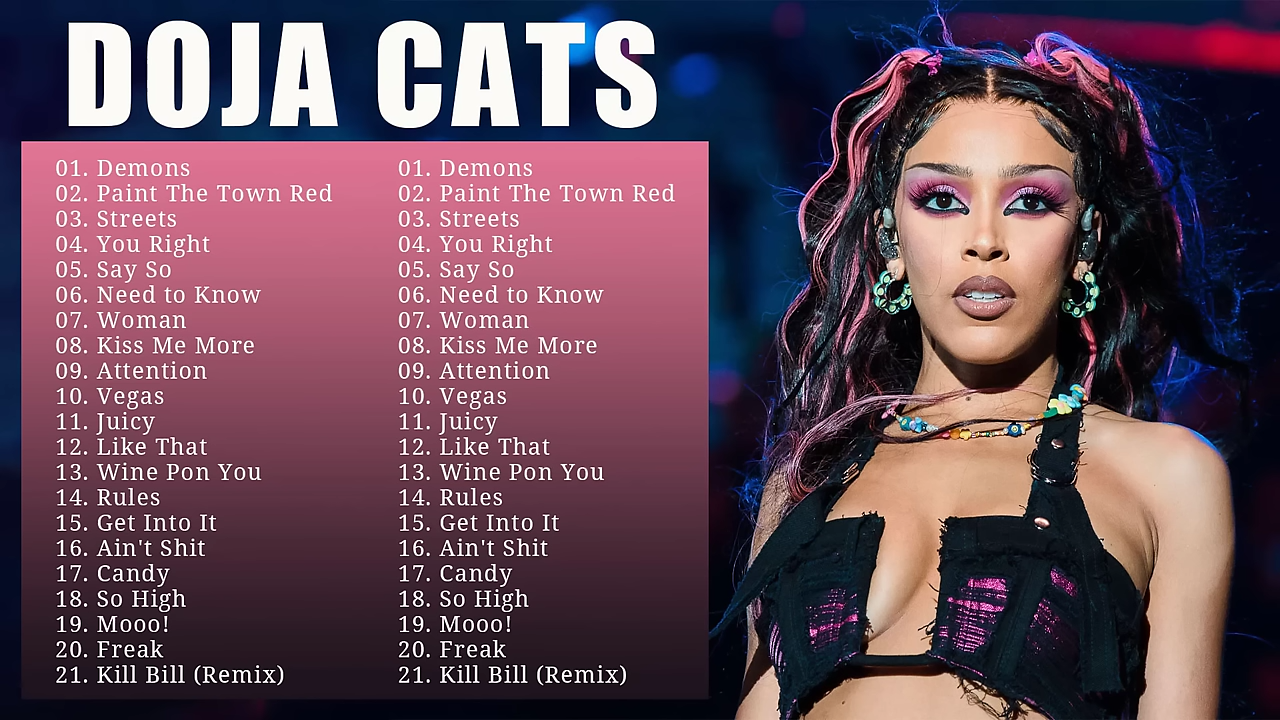 DOJA CATS
01. Demons
02. Paint The Town Red
03. Streets
04. You Right
05. Say So
06. Need to Know
07. Woman
08. Kiss Me More
09. Attention
10. Vegas
11. Juicy
12. Like That
13. Wine Pon You
14. Rules
15. Get Into It
16. Ain't Shit
17. Candy
18. So High
19. Mooo!
20. Freak
21. Kill Bill (Remix)
01. Demons
02. Paint The Town Red
03. Streets
04. You Right
05. Say So
06. Need to Know
07. Woman
08. Kiss Me More
09. Attention
10. Vegas
11. Juicy
12. Like That
13. Wine Pon You
14. Rules
15. Get Into It
16. Ain't Shit
17. Candy
18. So High
19. Mooo!
20. Freak
21. Kill Bill (Remix)